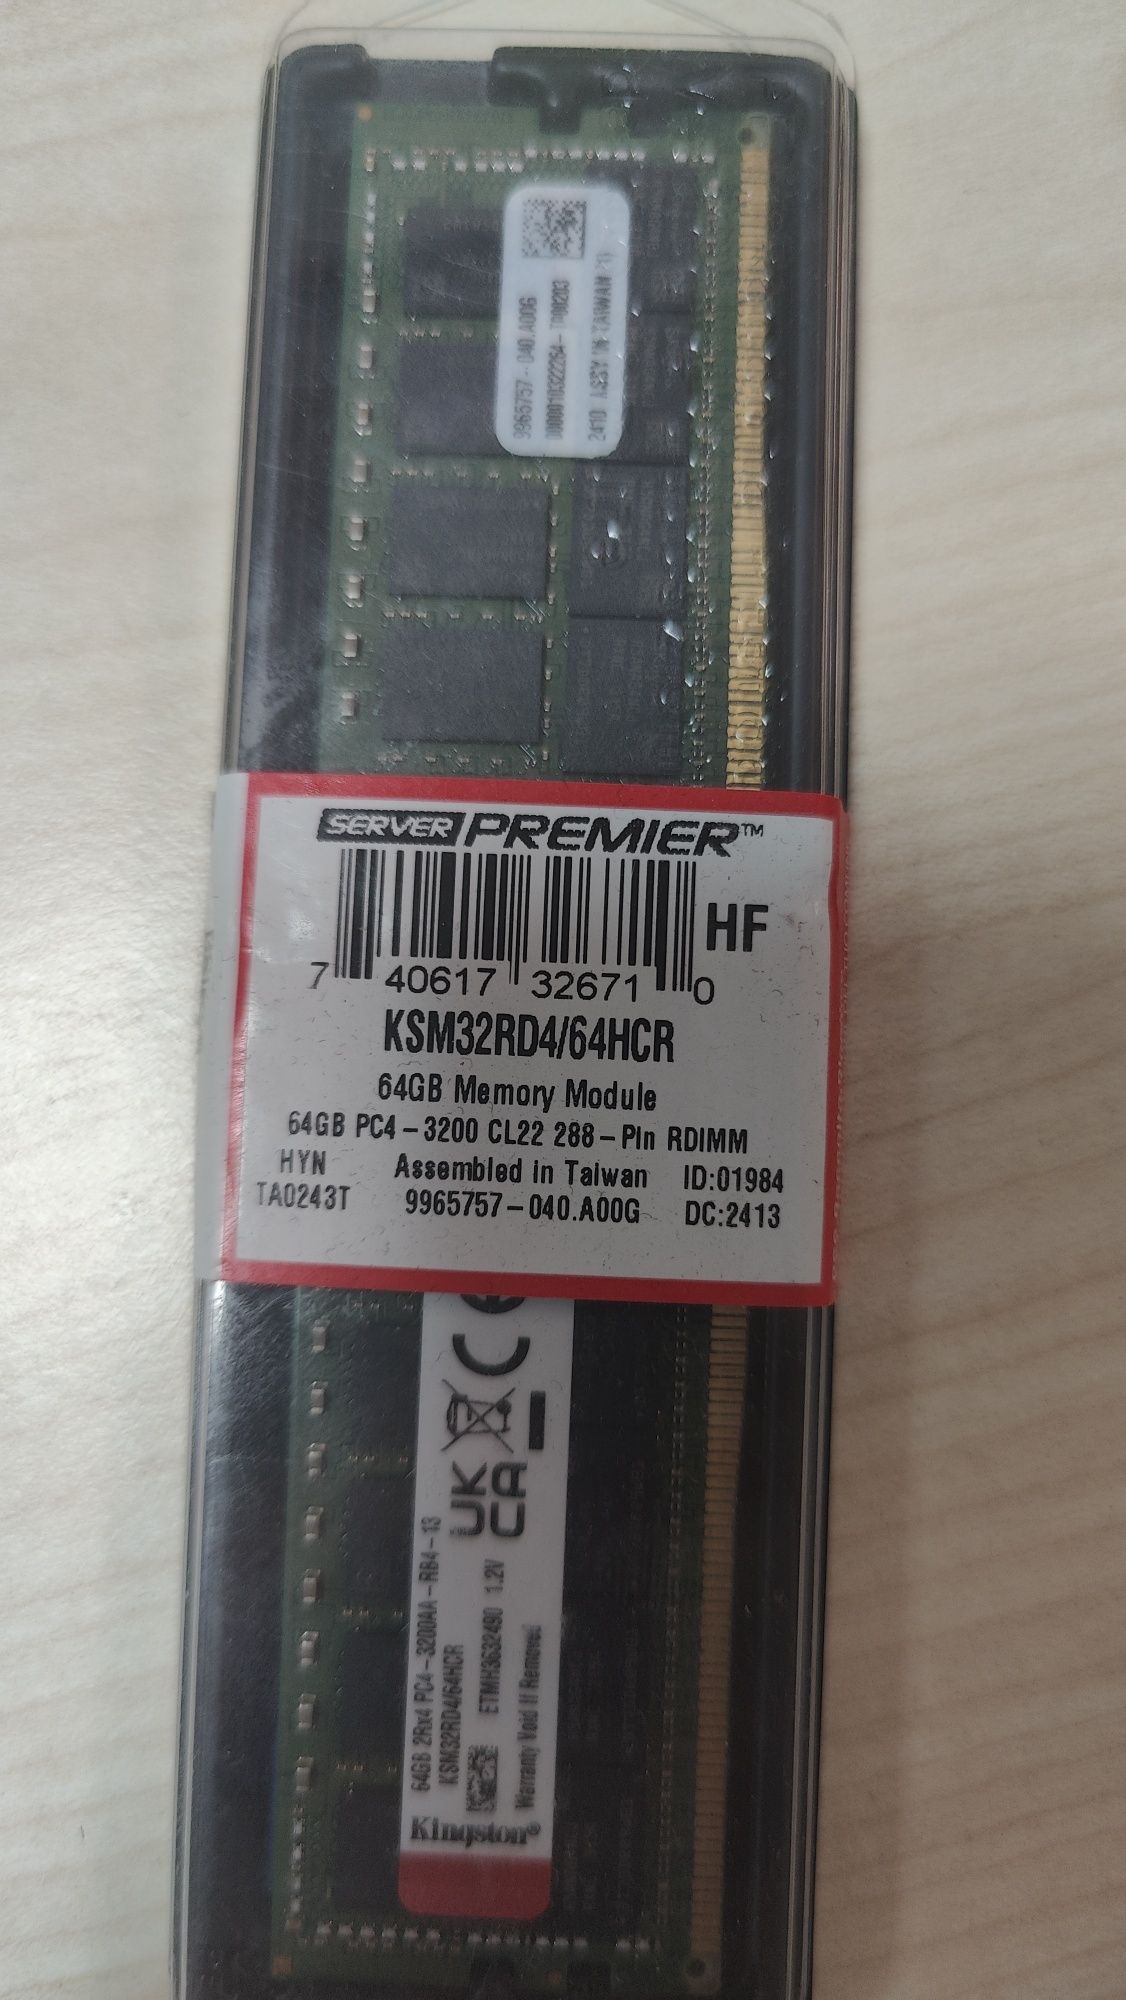 9965757-040.A00G
2410 ASSY IN TAIWAN
SERVER PREMIER™
HF
7 40617 32671 0
KSM32RD4/64HCR
64GB Memory Module
64GB PC4-3200 CL22 288-Pin RDIMM
HYN Assembled in Taiwan ID:01984
TA0243T 9965757-040.A00G DC:2413
CE
UK
CA
64GB 2Rx4 PC4-3200AA-RB4-13
KSM32RD4/64HCR
ETMH3632490 1.2V
Warranty Void If Removed
Kingston®